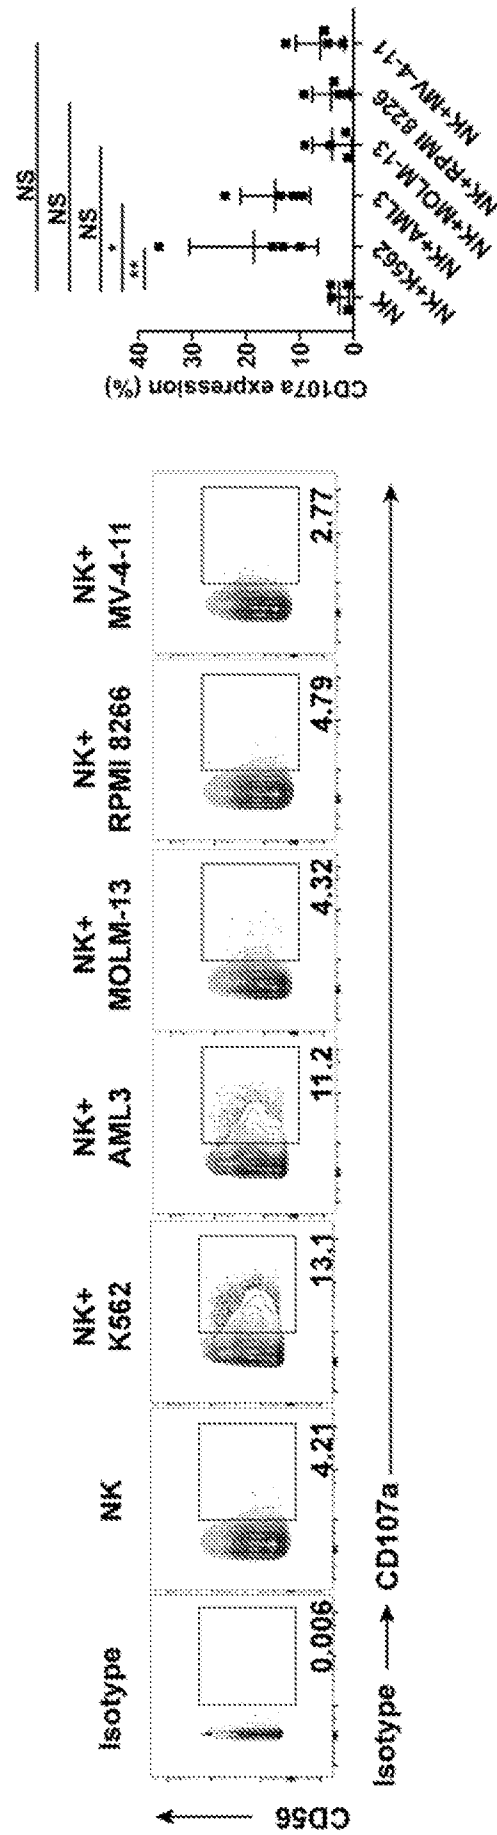 Isotype
NK
NK+
K562
NK+
AML3
NK+
MOLM-13
NK+
RPMI 8266
NK+
MV-4-11
CD56
0.006
4.21
13.1
11.2
4.32
4.79
2.77
Isotype
CD107a
NS
NS
NS
*
**
CD107a expression (%)
40
30
20
10
0
NK
NK+K562
NK+AML3
NK+MOLM-13
NK+RPMI 8226
NK+MV-4-11